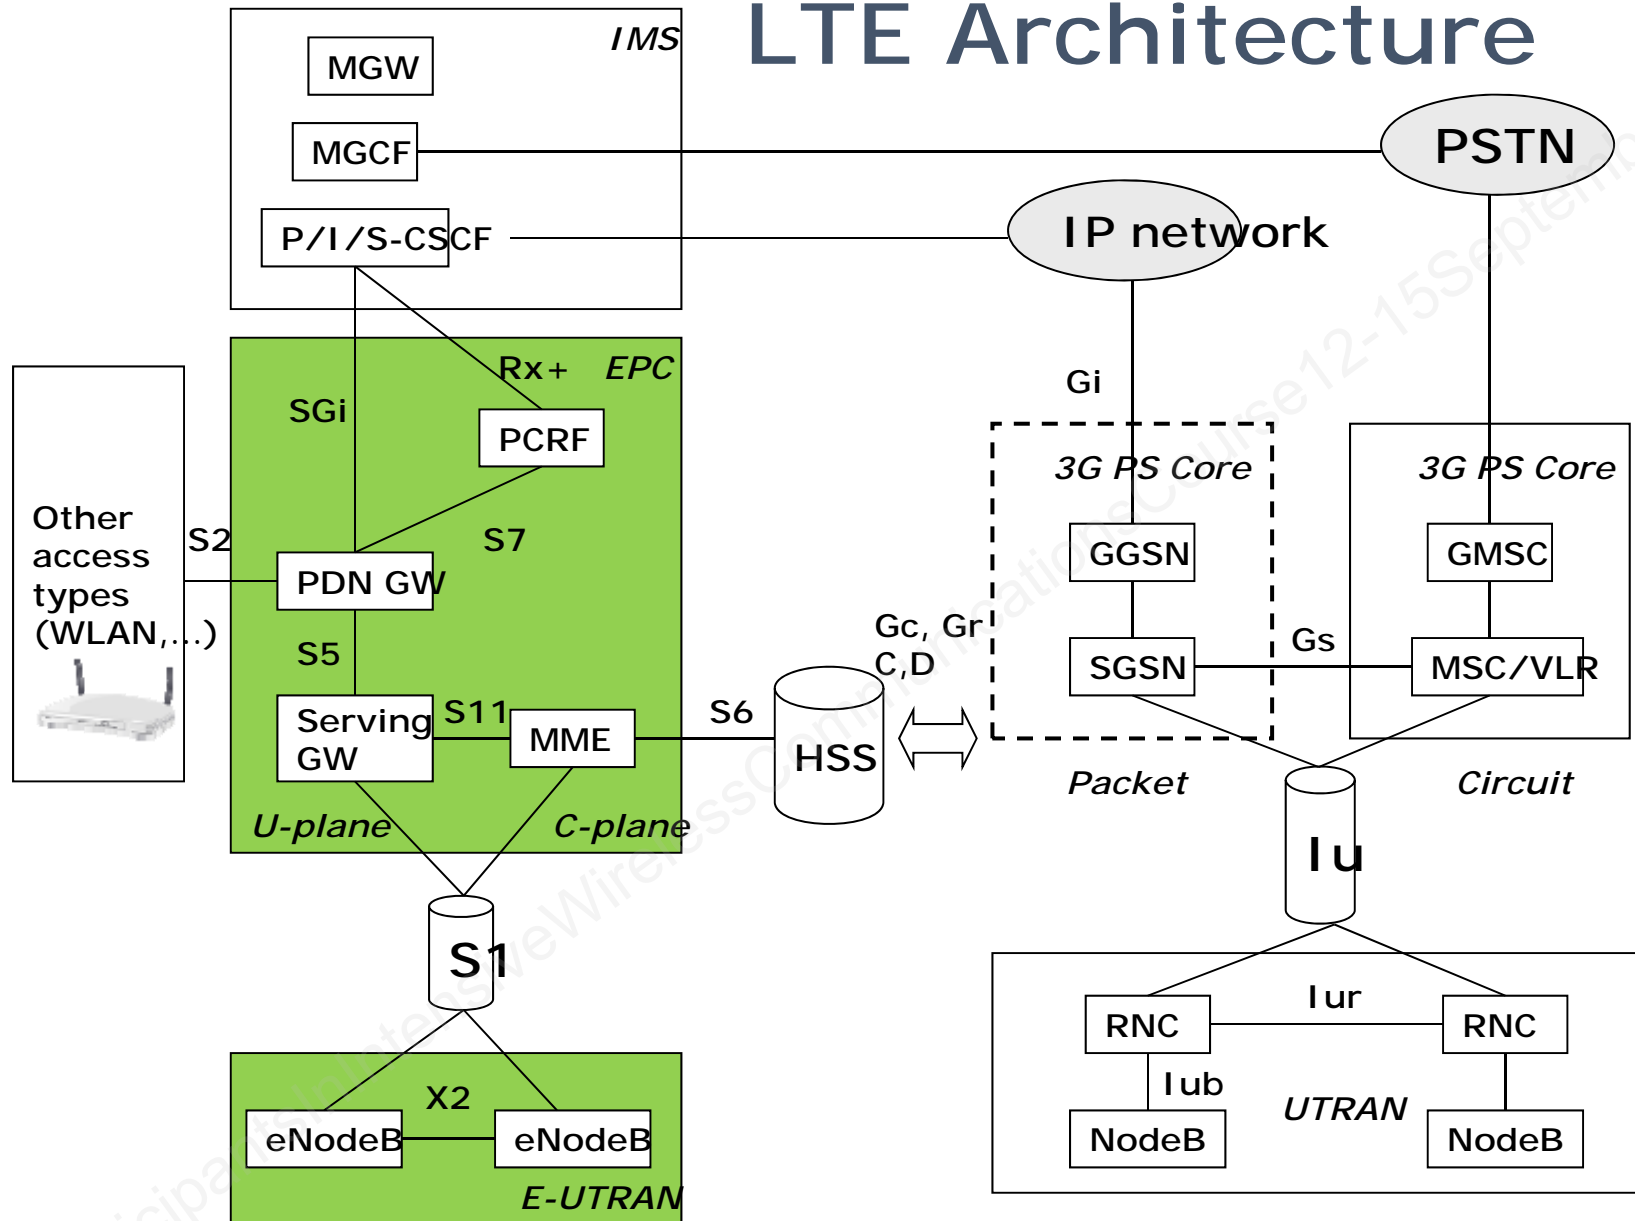 LTE Architecture
IMS
MGW
MGCF
P/I/S-CSCF
PSTN
IP network
Rx+
EPC
SGi
PCRF
S7
Other
access
types
(WLAN,...)
S2
PDN GW
S5
Serving
GW
S11
MME
S6
HSS
U-plane
C-plane
Gc, Gr
C,D
Gi
3G PS Core
GGSN
SGSN
Gs
3G PS Core
GMSC
MSC/VLR
Packet
Circuit
S1
Iu
X2
eNodeB
eNodeB
E-UTRAN
RNC
Iur
RNC
Iub
UTRAN
NodeB
NodeB
cipantsInIntensiveWirelessCommunicationsCourse12-15Septemb